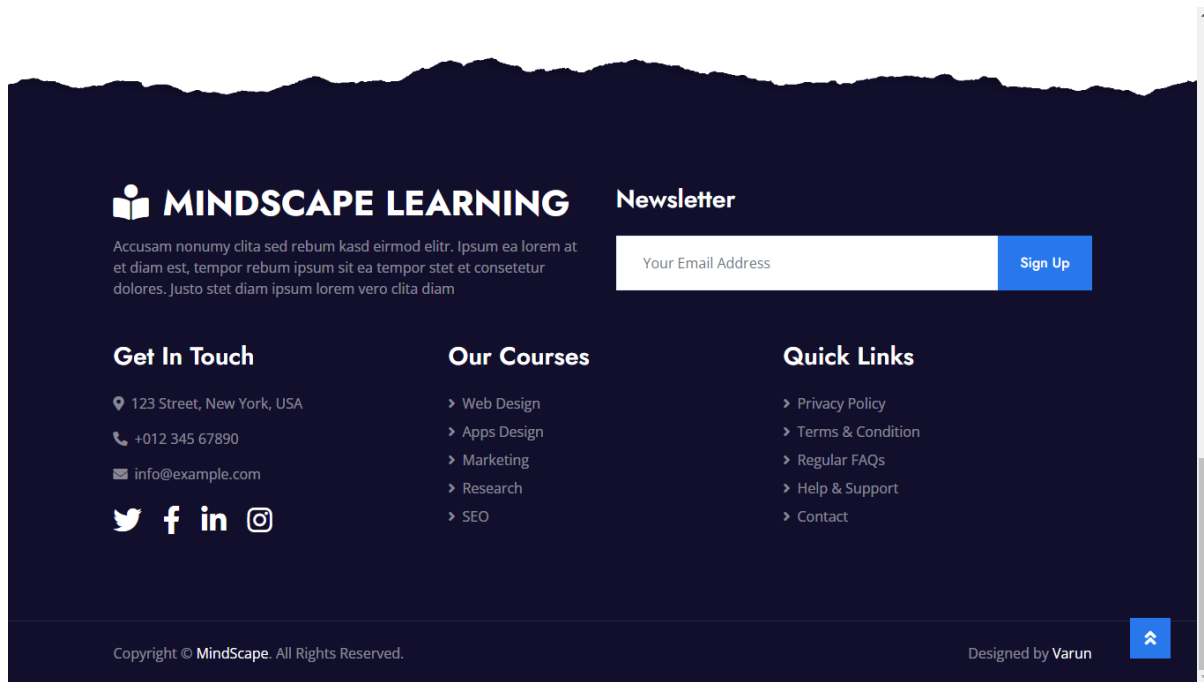 MINDSCAPE LEARNING
Accusam nonumy clita sed rebum kasd eirmod elitr. Ipsum ea lorem at
et diam est, tempor rebum ipsum sit ea tempor stet et consetetur
dolores. Justo stet diam ipsum lorem vero clita diam
Newsletter
Your Email Address
Sign Up
Get In Touch
123 Street, New York, USA
+012 345 67890
info@example.com
Our Courses
Web Design
Apps Design
Marketing
Research
SEO
Quick Links
Privacy Policy
Terms & Condition
Regular FAQs
Help & Support
Contact
Copyright © MindScape. All Rights Reserved.
Designed by Varun